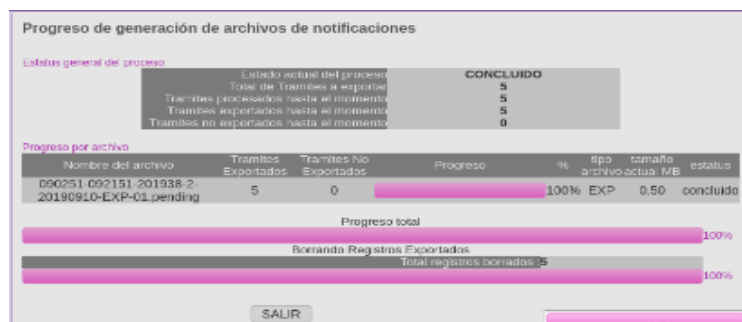 Progreso de generación de archivos de notificaciones
Estatus general del proceso
Estado actual del proceso CONCLUIDO
Total de Tramites a exportar 5
Tramites procesados hasta el momento 5
Tramites exportados hasta el momento 5
Tramites no exportados hasta el momento 0
Progreso por archivo
Nombre del archivo Tramites Exportados Tramites No Exportados Progreso % tipo archivo tamaño actual MB estatus
090251-092151-201938-2-
20190910-EXP-01.pending 5 0 100% EXP 0.50 concluido
Progreso total
100%
Borrando Registros Exportados
Total registros borrados 5
100%
SALIR